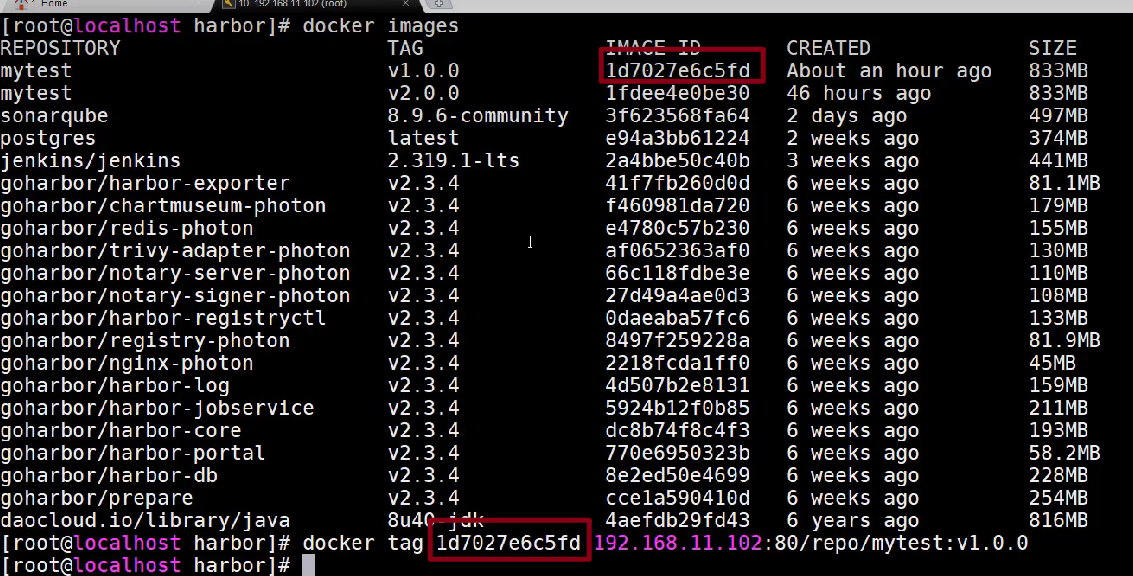 Home 10. 192.168.11.102 (root)
[root@localhost harbor]# docker images
REPOSITORY TAG IMAGE ID CREATED SIZE
mytest v1.0.0 1d7027e6c5fd About an hour ago 833MB
mytest v2.0.0 1fdee4e0be30 46 hours ago 833MB
sonarqube 8.9.6-community 3f623568fa64 2 days ago 497MB
postgres latest e94a3bb61224 2 weeks ago 374MB
jenkins/jenkins 2.319.1-lts 2a4bbe50c40b 3 weeks ago 441MB
goharbor/harbor-exporter v2.3.4 41f7fb260d0d 6 weeks ago 81.1MB
goharbor/chartmuseum-photon v2.3.4 f460981da720 6 weeks ago 179MB
goharbor/redis-photon v2.3.4 e4780c57b230 6 weeks ago 155MB
goharbor/trivy-adapter-photon v2.3.4 af0652363af0 6 weeks ago 130MB
goharbor/notary-server-photon v2.3.4 66c118fdbe3e 6 weeks ago 110MB
goharbor/notary-signer-photon v2.3.4 27d49a4ae0d3 6 weeks ago 108MB
goharbor/harbor-registryctl v2.3.4 0daeaba57fc6 6 weeks ago 133MB
goharbor/registry-photon v2.3.4 8497f259228a 6 weeks ago 81.9MB
goharbor/nginx-photon v2.3.4 2218fcda1ff0 6 weeks ago 45MB
goharbor/harbor-log v2.3.4 4d507b2e8131 6 weeks ago 159MB
goharbor/harbor-jobservice v2.3.4 5924b12f0b85 6 weeks ago 211MB
goharbor/harbor-core v2.3.4 dc8b74f8c4f3 6 weeks ago 193MB
goharbor/harbor-portal v2.3.4 770e6950323b 6 weeks ago 58.2MB
goharbor/harbor-db v2.3.4 8e2ed50e4699 6 weeks ago 228MB
goharbor/prepare v2.3.4 cce1a590410d 6 weeks ago 254MB
daocloud.io/library/java 8u40-jdk 4aefdb29fd43 6 years ago 816MB
[root@localhost harbor]# docker tag 1d7027e6c5fd 192.168.11.102:80/repo/mytest:v1.0.0
[root@localhost harbor]#